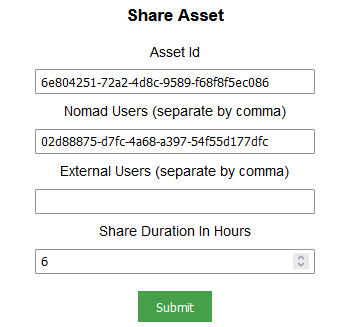 Share Asset
Asset Id
6e804251-72a2-4d8c-9589-f68f8f5ec086
Nomad Users (separate by comma)
02d88875-d7fc-4a68-a397-54f55d177dfc
External Users (separate by comma)
Share Duration In Hours
6
Submit